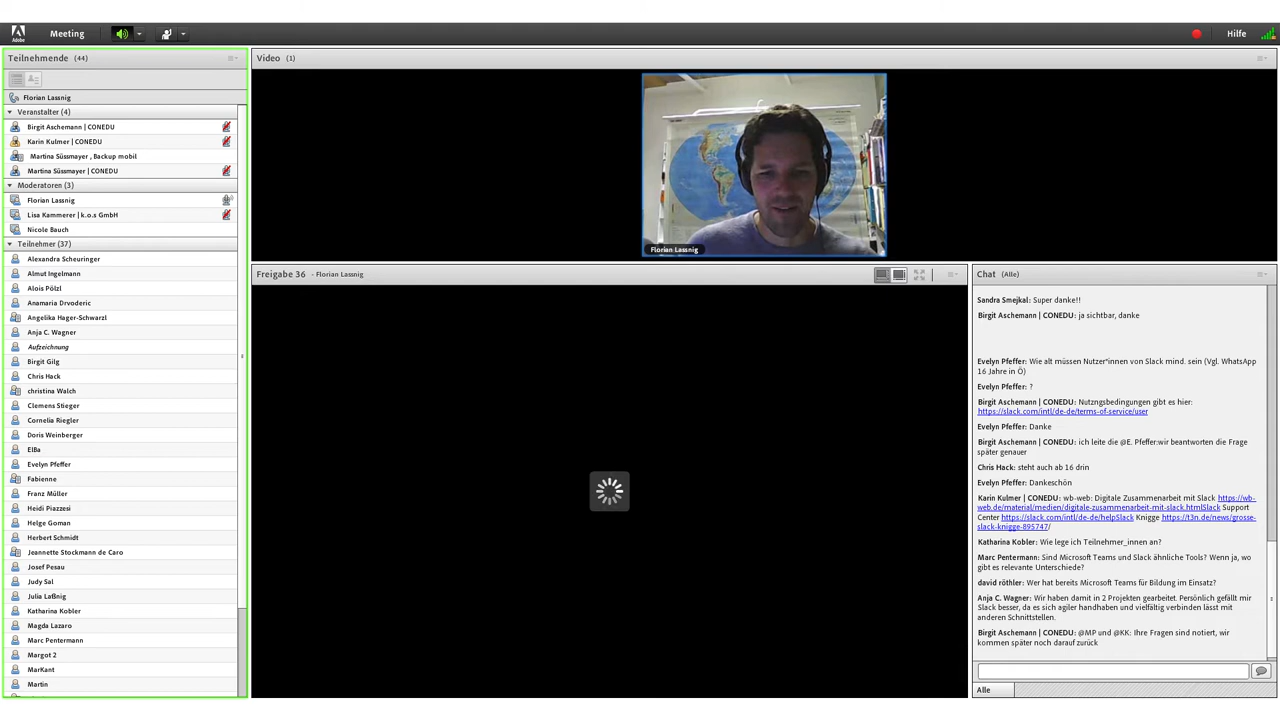 Adobe
Meeting
Hilfe
Teilnehmende (44)
Florian Lassnig
Veranstalter (4)
Birgit Aschemann | CONEDU
Karin Kulmer | CONEDU
Martina Süssmayer , Backup mobil
Martina Süssmayer | CONEDU
Moderatoren (3)
Florian Lassnig
Lisa Kammerer | k.o.s GmbH
Nicole Bauch
Teilnehmer (37)
Alexandra Scheuringer
Almut Ingelmann
Alois Pölzl
Anamaria Drvoderic
Angelika Hager-Schwarzl
Anja C. Wagner
Aufzeichnung
Birgit Gilg
Chris Hack
christina Walch
Clemens Stieger
Cornelia Riegler
Doris Weinberger
ElBa
Evelyn Pfeffer
Fabienne
Franz Müller
Heidi Piazzesi
Helge Goman
Herbert Schmidt
Jeannette Stockmann de Caro
Josef Pesau
Judy Sal
Julia Laßnig
Katharina Kobler
Magda Lazaro
Marc Pentermann
Margot 2
MarKant
Martin
Video (1)
Florian Lassnig
Freigabe 36 - Florian Lassnig
Chat (Alle)
Sandra Smejkal: Super danke!!
Birgit Aschemann | CONEDU: ja sichtbar, danke
Evelyn Pfeffer: Wie alt müssen Nutzer*innen von Slack mind. sein (Vgl. WhatsApp
16 Jahre in Ö)
Evelyn Pfeffer: ?
Birgit Aschemann | CONEDU: Nutzngsbedingungen gibt es hier:
https://slack.com/intl/de-de/terms-of-service/user
Evelyn Pfeffer: Danke
Birgit Aschemann | CONEDU: ich leite die @E. Pfeffer:wir beantworten die Frage
später genauer
Chris Hack: steht auch ab 16 drin
Evelyn Pfeffer: Dankeschön
Karin Kulmer | CONEDU: wb-web: Digitale Zusammenarbeit mit Slack https://wb-
web.de/material/medien/digitale-zusammenarbeit-mit-slack.htmlSlack Support
Center https://slack.com/intl/de-de/helpSlack Knigge https://t3n.de/news/grosse-
slack-knigge-895747/
Katharina Kobler: Wie lege ich Teilnehmer_innen an?
Marc Pentermann: Sind Microsoft Teams und Slack ähnliche Tools? Wenn ja, wo
gibt es relevante Unterschiede?
david röthler: Wer hat bereits Microsoft Teams für Bildung im Einsatz?
Anja C. Wagner: Wir haben damit in 2 Projekten gearbeitet. Persönlich gefällt mir
Slack besser, da es sich agiler handhaben und vielfältig verbinden lässt mit
anderen Schnittstellen.
Birgit Aschemann | CONEDU: @MP und @KK: Ihre Fragen sind notiert, wir
kommen später noch darauf zurück
Alle